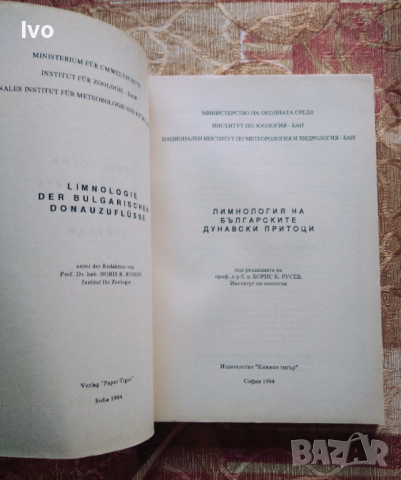 Ivo
MINISTERIUM FÜR UMWELTSCHUTZ
INSTITUT FÜR ZOOLOGIE - BAW
NALES INSTITUT FÜR METEOROLOGIE UND
LIMNOLOGIE
DER BULGARISCHEN
DONAUZUFLÜSSE
unter der Redaktion von
Prof. Dr. hab. BORIS K. RUSSEV
Institut für Zoologie
Verlag "Paper Tiger"
Sofia 1994
МИНИСТЕРСТВО НА ОКОЛНАТА СРЕДА
ИНСТИТУТ ПО ЗООЛОГИЯ - БАН
НАЦИОНАЛЕН ИНСТИТУТ ПО МЕТЕОРОЛОГИЯ И ХИДРОЛОГИЯ - БАН
ЛИМНОЛОГИЯ НА
БЪЛГАРСКИТЕ
ДУНАВСКИ ПРИТОЦИ
под редакцията на
проф. д-р б. н. БОРИС К. РУСЕВ,
Институт по зоология
Издателство "Книжен тигър"
София 1994
BAZAR